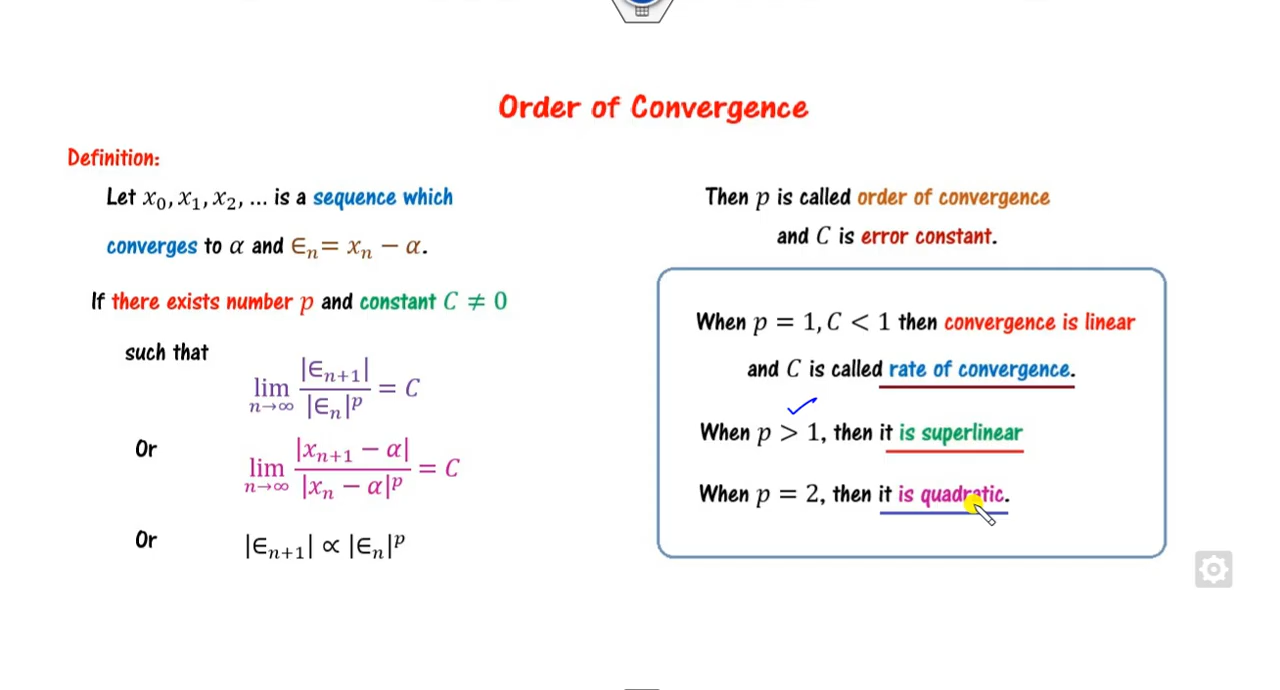 Order of Convergence
Definition:
Let x₀, x₁, x₂, ... is a sequence which
converges to α and ∈ₙ= xₙ − α.
If there exists number p and constant C ≠ 0
such that
lim n→∞ |∈ₙ₊₁| / |∈ₙ|ᵖ = C
Or
lim n→∞ |xₙ₊₁ − α| / |xₙ − α|ᵖ = C
Or
|∈ₙ₊₁| ∝ |∈ₙ|ᵖ
Then p is called order of convergence
and C is error constant.
When p = 1, C < 1 then convergence is linear
and C is called rate of convergence.
When p > 1, then it is superlinear
When p = 2, then it is quadratic.